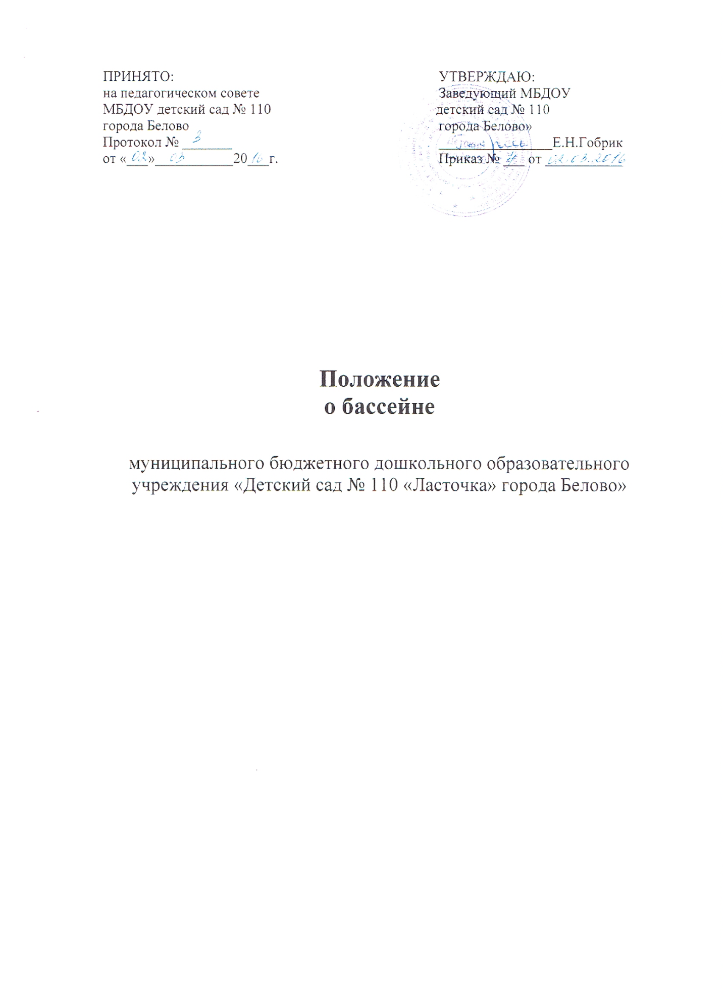 ПРИНЯТО:
на педагогическом совете
МБДОУ детский сад № 110
города Белово
Протокол № 3
от «02» 03 2016 г.
УТВЕРЖДАЮ:
Заведующий МБДОУ
детский сад № 110
города Белово»
Е.Н.Гобрик
Приказ № от 02.03.2016
Положение
о бассейне
муниципального бюджетного дошкольного образовательного
учреждения «Детский сад № 110 «Ласточка» города Белово»